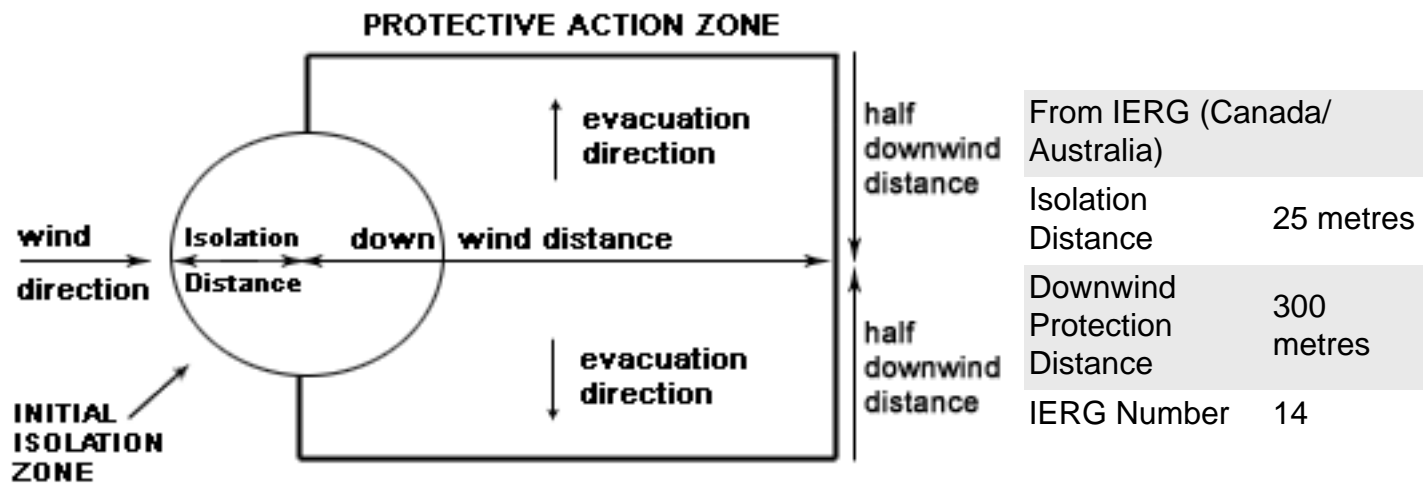 PROTECTIVE ACTION ZONE
evacuation
direction
half
downwind
distance
wind
direction
Isolation
Distance
down wind distance
evacuation
direction
half
downwind
distance
INITIAL
ISOLATION
ZONE
From IERG (Canada/
Australia)
Isolation
Distance
25 metres
Downwind
Protection
Distance
300
metres
IERG Number 14